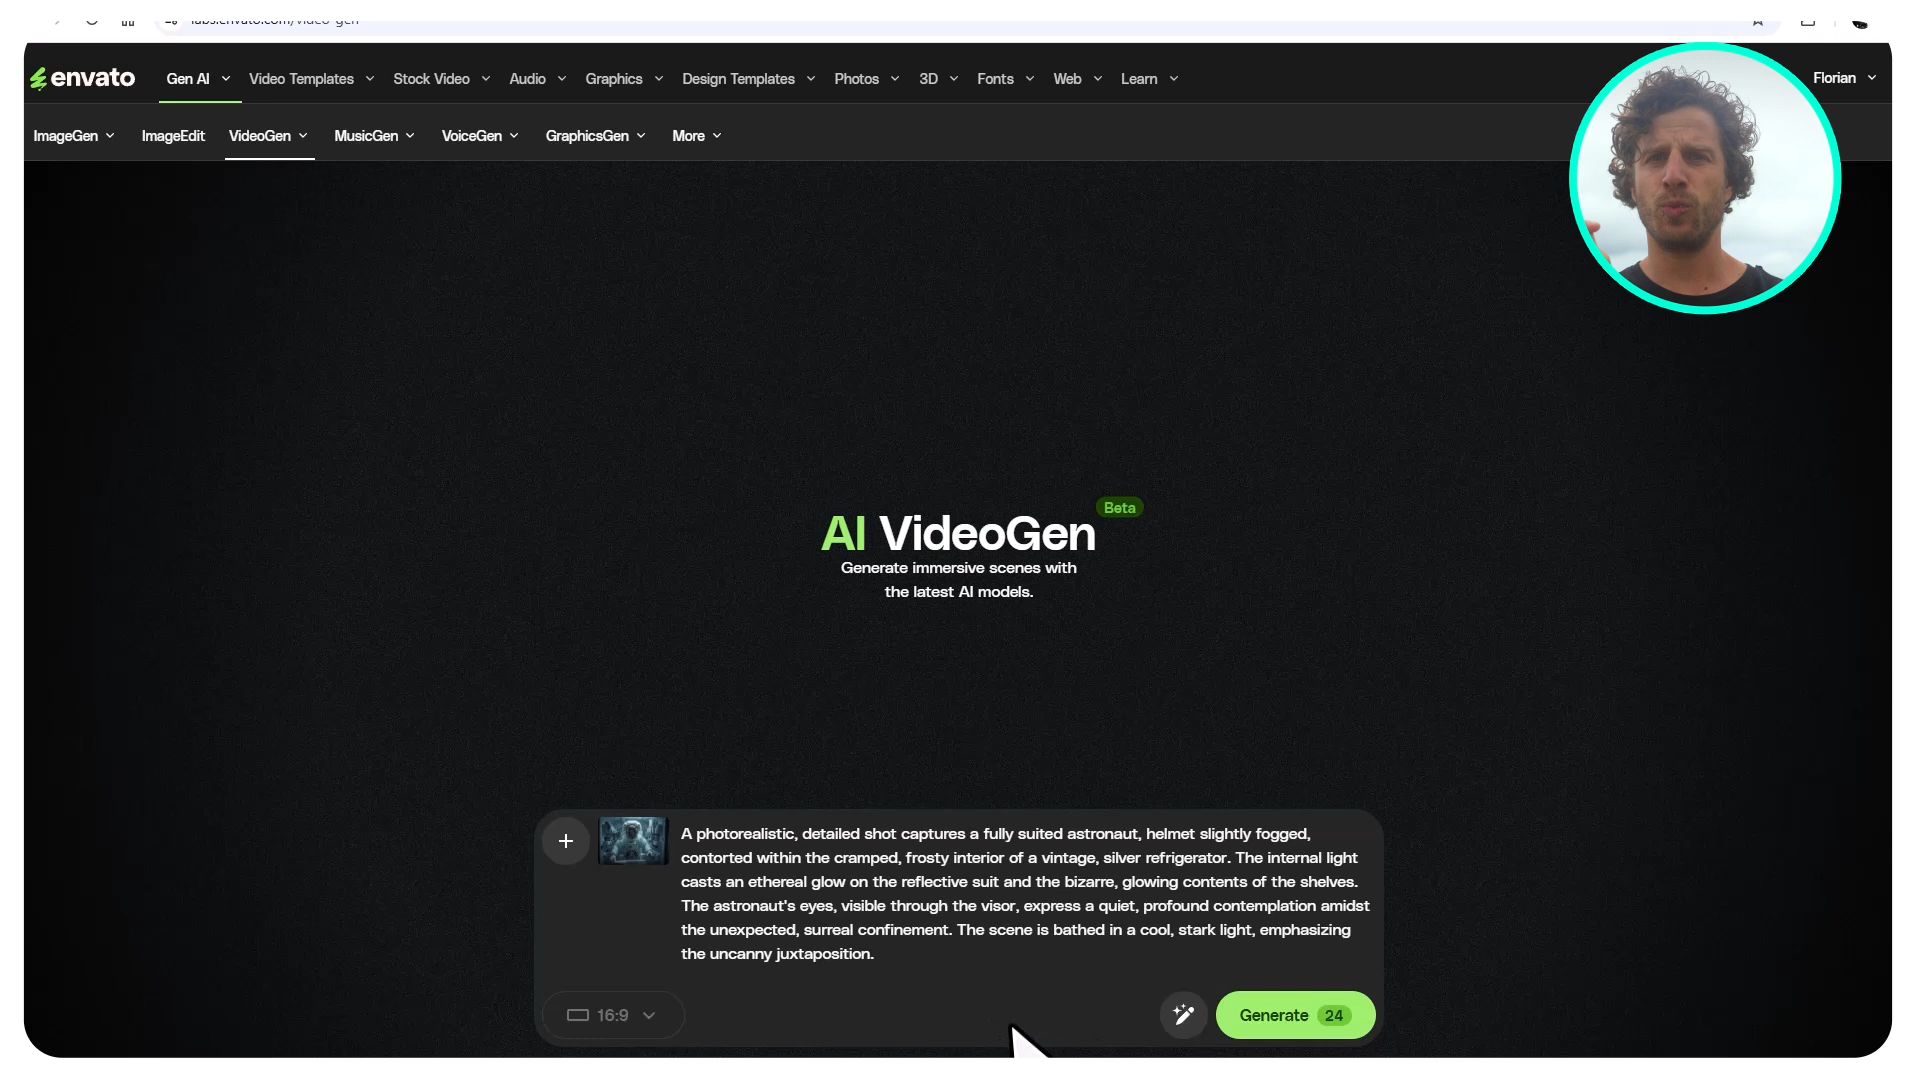 labs.envato.com/video-gen
envato
Gen AI
Video Templates
Stock Video
Audio
Graphics
Design Templates
Photos
3D
Fonts
Web
Learn
Florian
ImageGen
ImageEdit
VideoGen
MusicGen
VoiceGen
GraphicsGen
More
AI VideoGen
Beta
Generate immersive scenes with
the latest AI models.
A photorealistic, detailed shot captures a fully suited astronaut, helmet slightly fogged,
contorted within the cramped, frosty interior of a vintage, silver refrigerator. The internal light
casts an ethereal glow on the reflective suit and the bizarre, glowing contents of the shelves.
The astronaut's eyes, visible through the visor, express a quiet, profound contemplation amidst
the unexpected, surreal confinement. The scene is bathed in a cool, stark light, emphasizing
the uncanny juxtaposition.
16:9
Generate 24